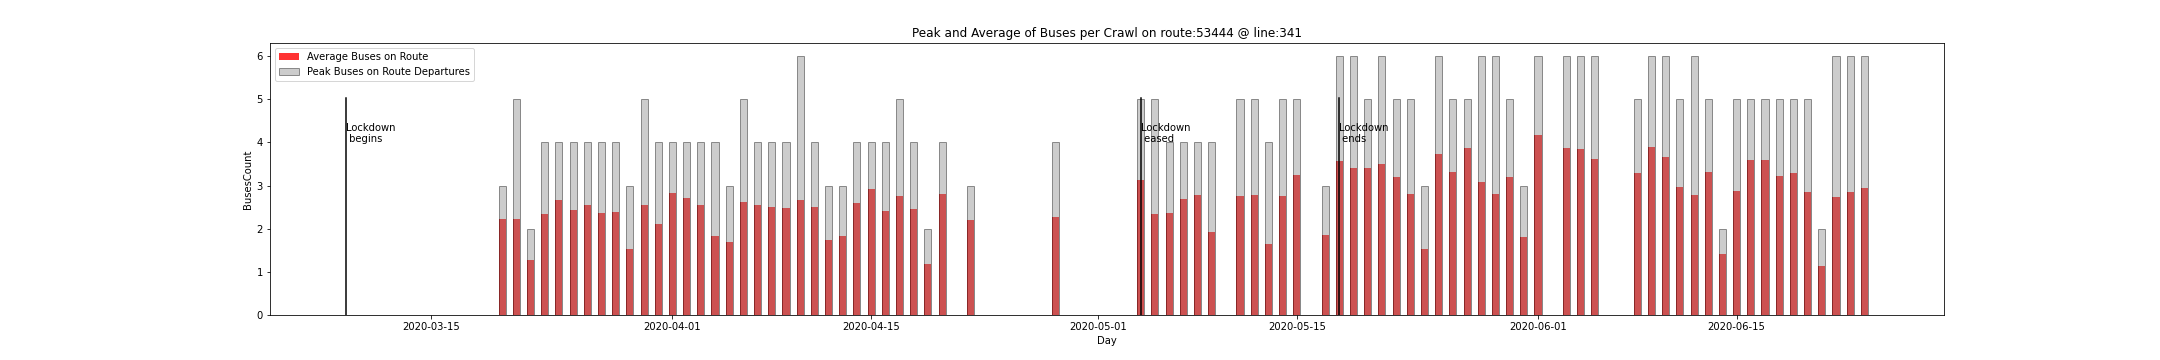 Peak and Average of Buses per Crawl on route:53444 @ line:341
BusesCount
6
5
4
3
2
1
0
Average Buses on Route
Peak Buses on Route Departures
Lockdown
begins
Lockdown
eased
Lockdown
ends
2020-03-15
2020-04-01
2020-04-15
2020-05-01
2020-05-15
2020-06-01
2020-06-15
Day